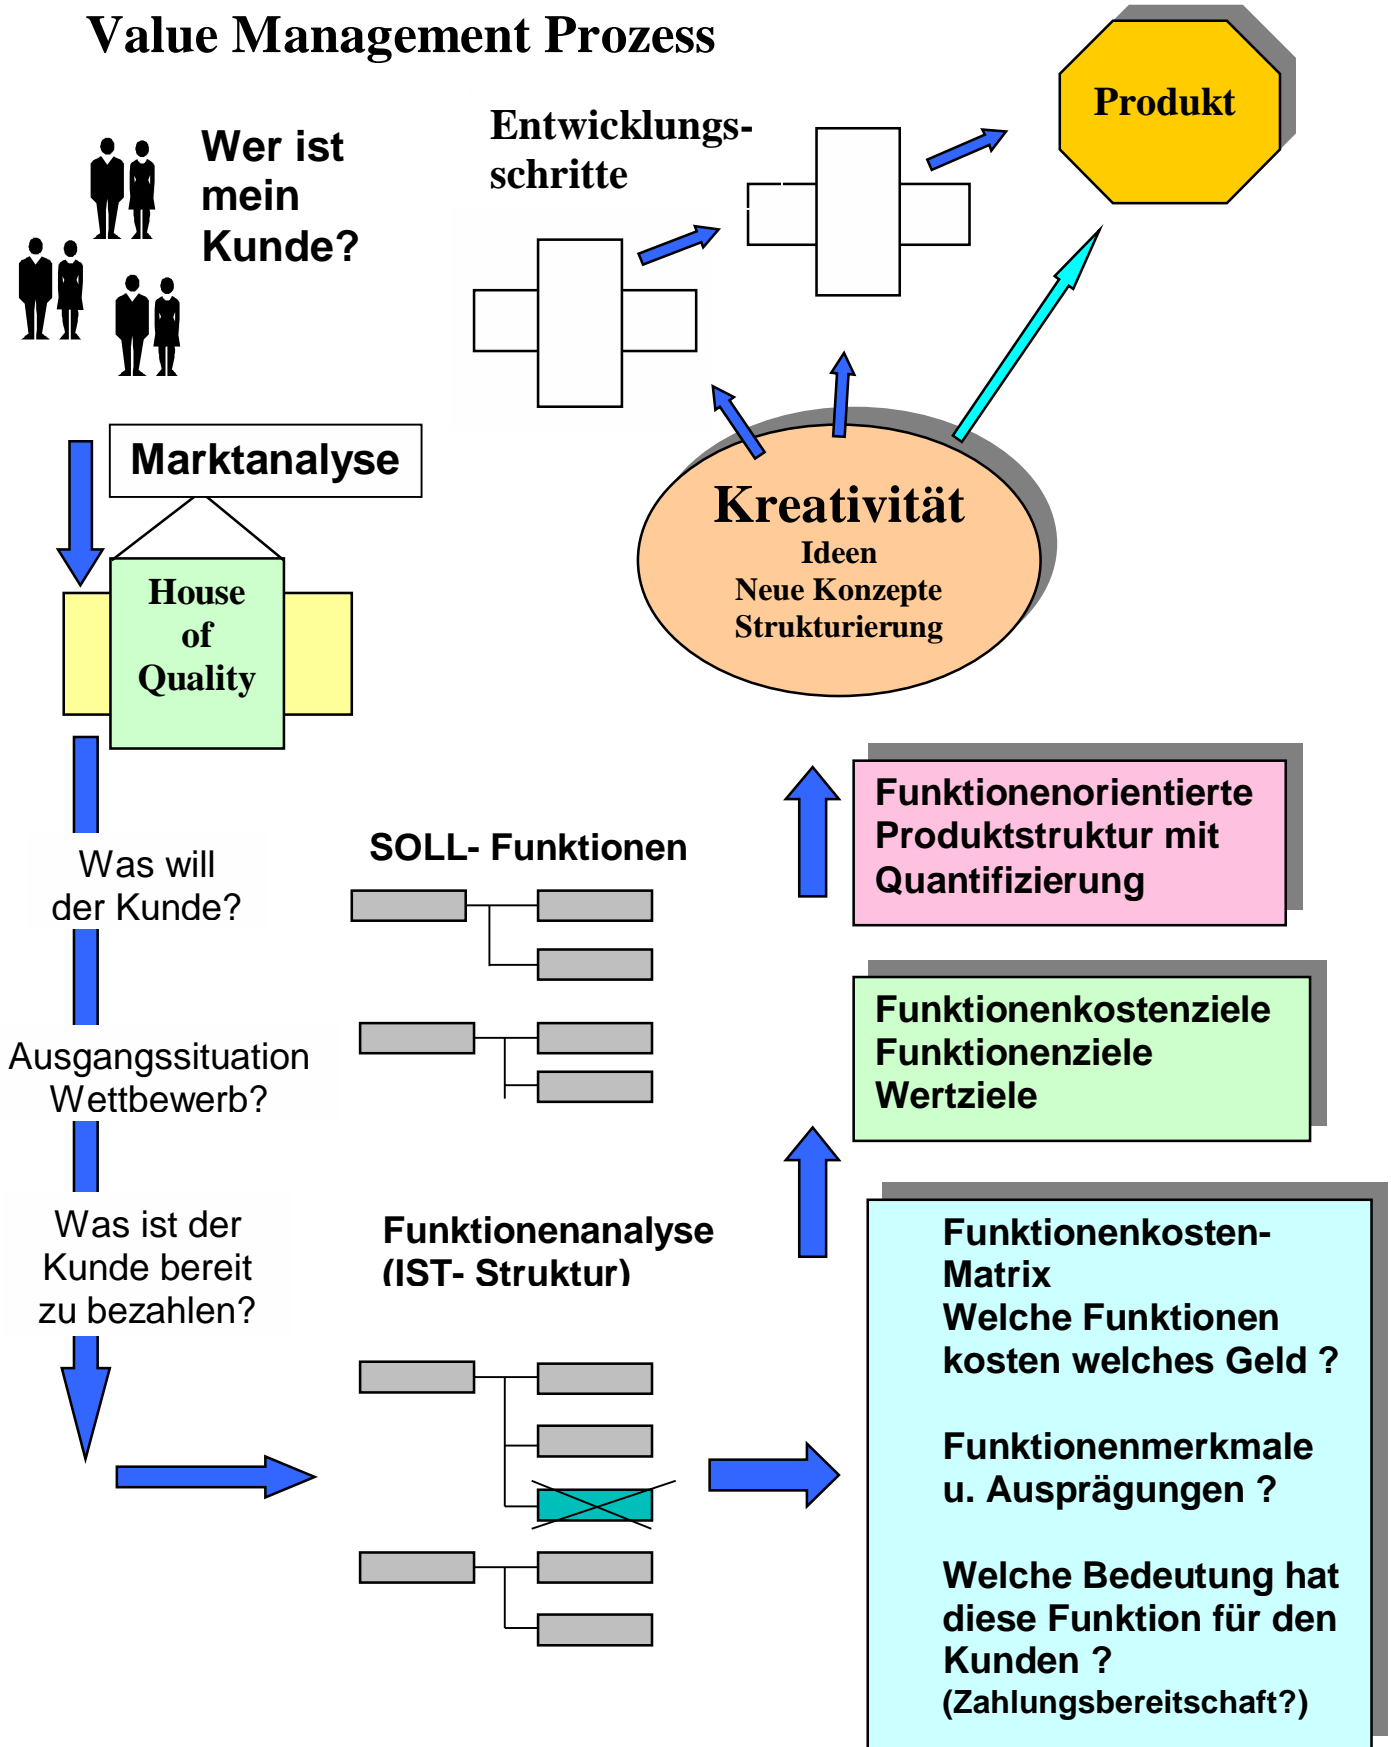 Value Management Prozess
Produkt
Entwicklungs-
schritte
Wer ist
mein
Kunde?
Marktanalyse
House
of
Quality
Kreativität
Ideen
Neue Konzepte
Strukturierung
Was will
der Kunde?
Ausgangssituation
Wettbewerb?
Was ist der
Kunde bereit
zu bezahlen?
SOLL- Funktionen
Funktionenanalyse
(IST- Struktur)
Funktionenorientierte
Produktstruktur mit
Quantifizierung
Funktionenkostenziele
Funktionenziele
Wertziele
Funktionenkosten-
Matrix
Welche Funktionen
kosten welches Geld ?
Funktionenmerkmale
u. Ausprägungen ?
Welche Bedeutung hat
diese Funktion für den
Kunden ?
(Zahlungsbereitschaft?)